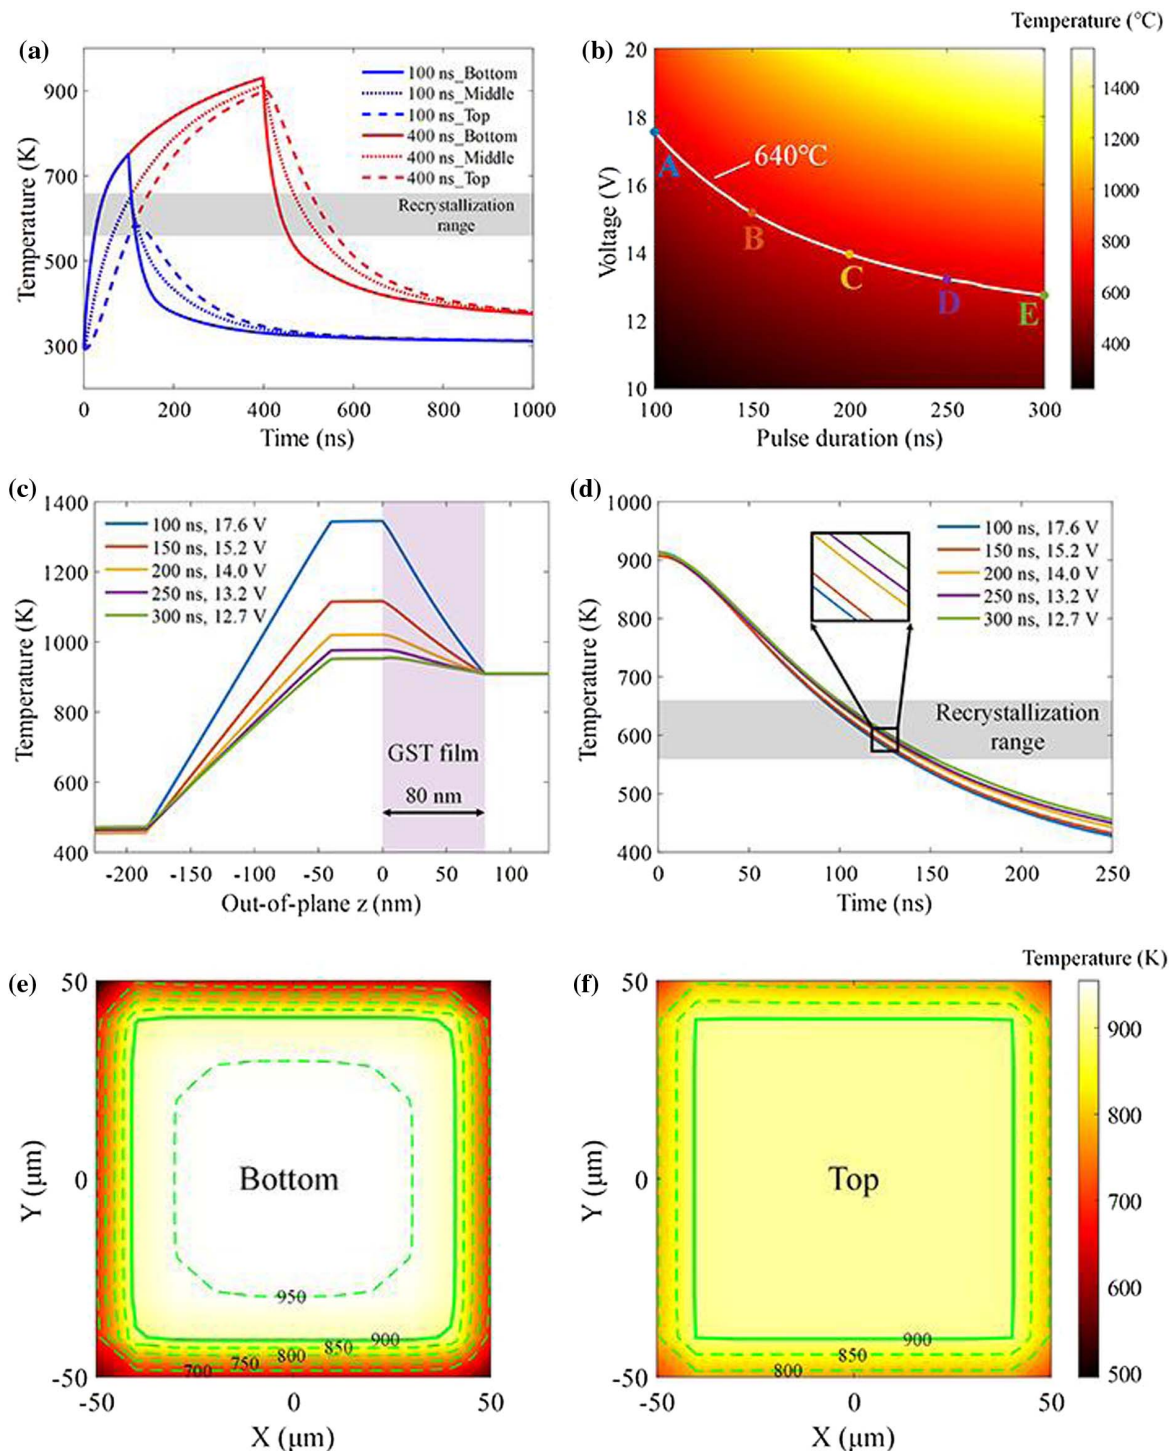 (a)
900
700
500
300
Temperature (K)
0 200 400 600 800 1000
Time (ns)
100 ns_Bottom
100 ns_Middle
100 ns_Top
400 ns_Bottom
400 ns_Middle
400 ns_Top
Recrystallization
range
Temperature (°C)
(b)
20
18
16
14
12
10
Voltage (V)
640°C
A
B
C
D
E
100 150 200 250 300
Pulse duration (ns)
1400
1200
1000
800
600
400
(c)
1400
1200
1000
800
600
400
Temperature (K)
100 ns, 17.6 V
150 ns, 15.2 V
200 ns, 14.0 V
250 ns, 13.2 V
300 ns, 12.7 V
GST film
80 nm
-200 -150 -100 -50 0 50 100
Out-of-plane z (nm)
(d)
1000
900
800
700
600
500
400
Temperature (K)
100 ns, 17.6 V
150 ns, 15.2 V
200 ns, 14.0 V
250 ns, 13.2 V
300 ns, 12.7 V
Recrystallization
range
0 50 100 150 200 250
Time (ns)
(e)
50
0
-50
Y (μm)
Bottom
950
900
850
800
750
700
-50 0 50
X (μm)
Temperature (K)
(f)
50
0
-50
Y (μm)
Top
900
850
800
-50 0 50
X (μm)
900
800
700
600
500